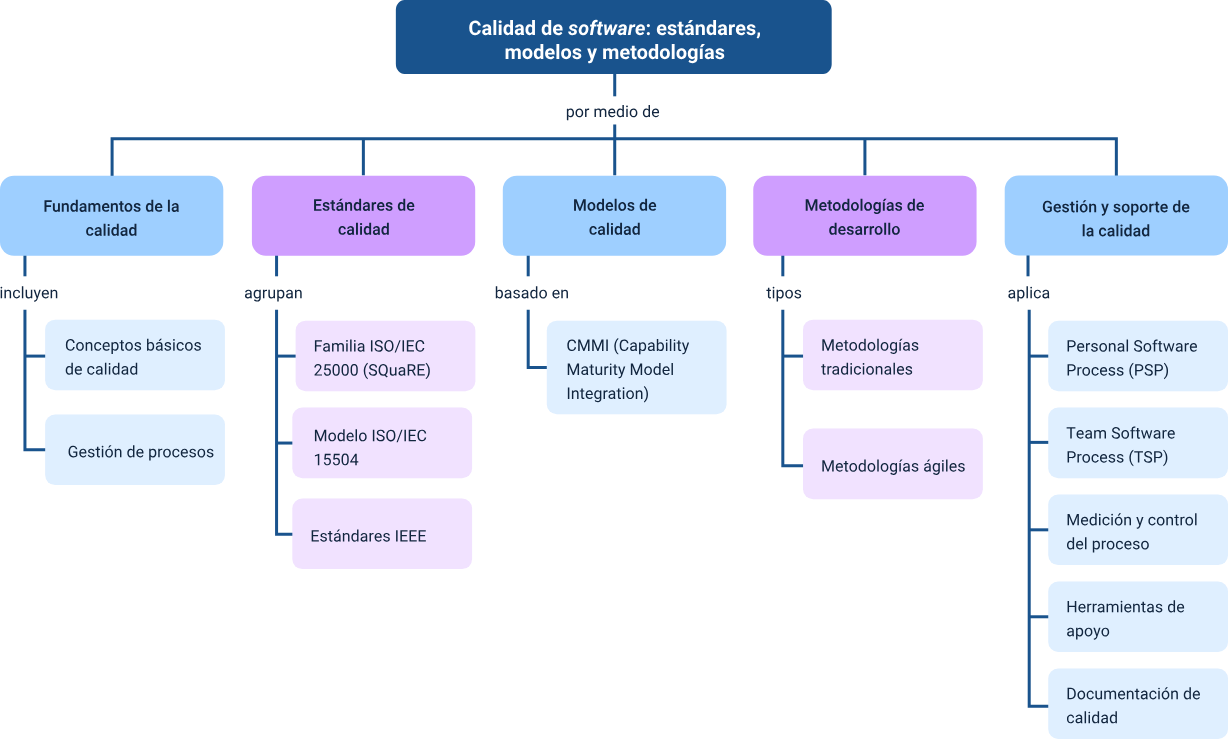 Calidad de software: estándares,
modelos y metodologías
por medio de
Fundamentos de la
calidad
incluyen
Conceptos básicos
de calidad
Gestión de procesos
Estándares de
calidad
agrupan
Familia ISO/IEC
25000 (SQuaRE)
Modelo ISO/IEC
15504
Estándares IEEE
Modelos de
calidad
basado en
CMMI (Capability
Maturity Model
Integration)
Metodologías de
desarrollo
tipos
Metodologías
tradicionales
Metodologías ágiles
Gestión y soporte de
la calidad
aplica
Personal Software
Process (PSP)
Team Software
Process (TSP)
Medición y control
del proceso
Herramientas de
apoyo
Documentación de
calidad